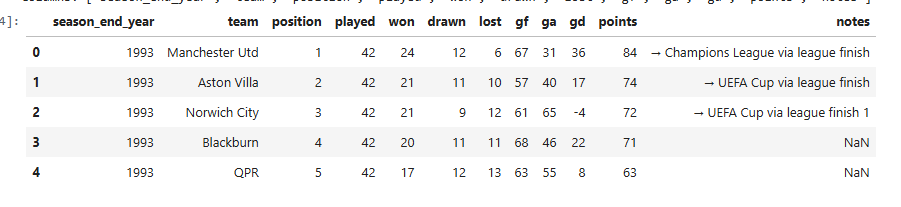 4]:
season_end_year team position played won drawn lost gf ga gd points notes
0 1993 Manchester Utd 1 42 24 12 6 67 31 36 84 → Champions League via league finish
1 1993 Aston Villa 2 42 21 11 10 57 40 17 74 → UEFA Cup via league finish
2 1993 Norwich City 3 42 21 9 12 61 65 -4 72 → UEFA Cup via league finish 1
3 1993 Blackburn 4 42 20 11 11 68 46 22 71 NaN
4 1993 QPR 5 42 17 12 13 63 55 8 63 NaN